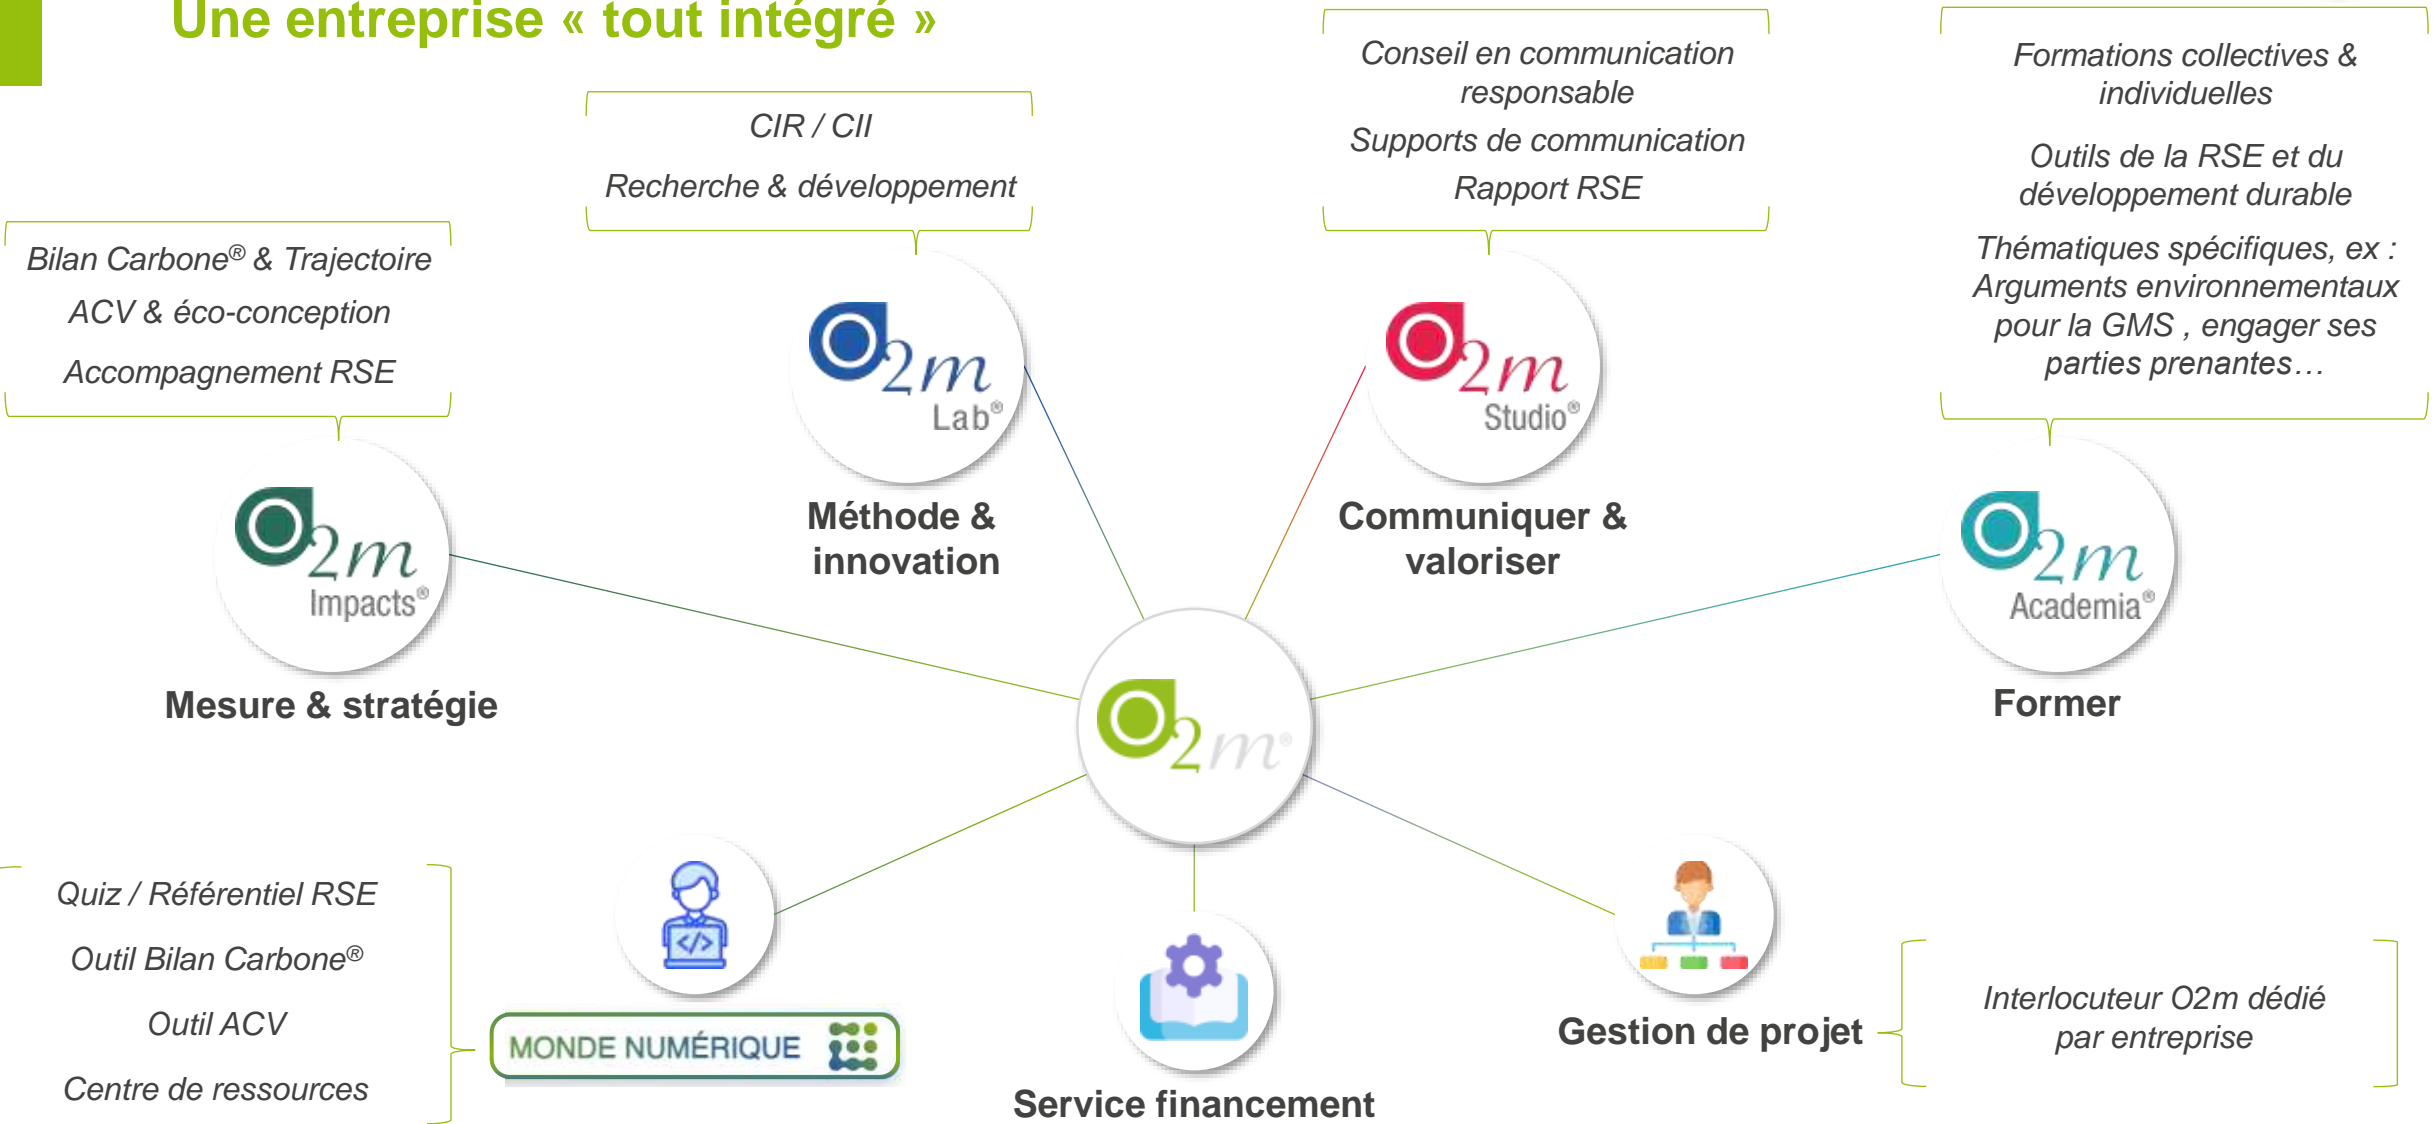 Une entreprise « tout intégré »
Bilan Carbone® & Trajectoire
ACV & éco-conception
Accompagnement RSE
O2m
Impacts®
Mesure & stratégie
CIR / CII
Recherche & développement
O2m
Lab®
Méthode &
innovation
Conseil en communication
responsable
Supports de communication
Rapport RSE
O2m
Studio®
Communiquer &
valoriser
Formations collectives &
individuelles
Outils de la RSE et du
développement durable
Thématiques spécifiques, ex :
Arguments environnementaux
pour la GMS , engager ses
parties prenantes…
O2m
Academia®
Former
O2m®
Quiz / Référentiel RSE
Outil Bilan Carbone®
Outil ACV
Centre de ressources
</>
MONDE NUMÉRIQUE
Service financement
Gestion de projet
Interlocuteur O2m dédié
par entreprise